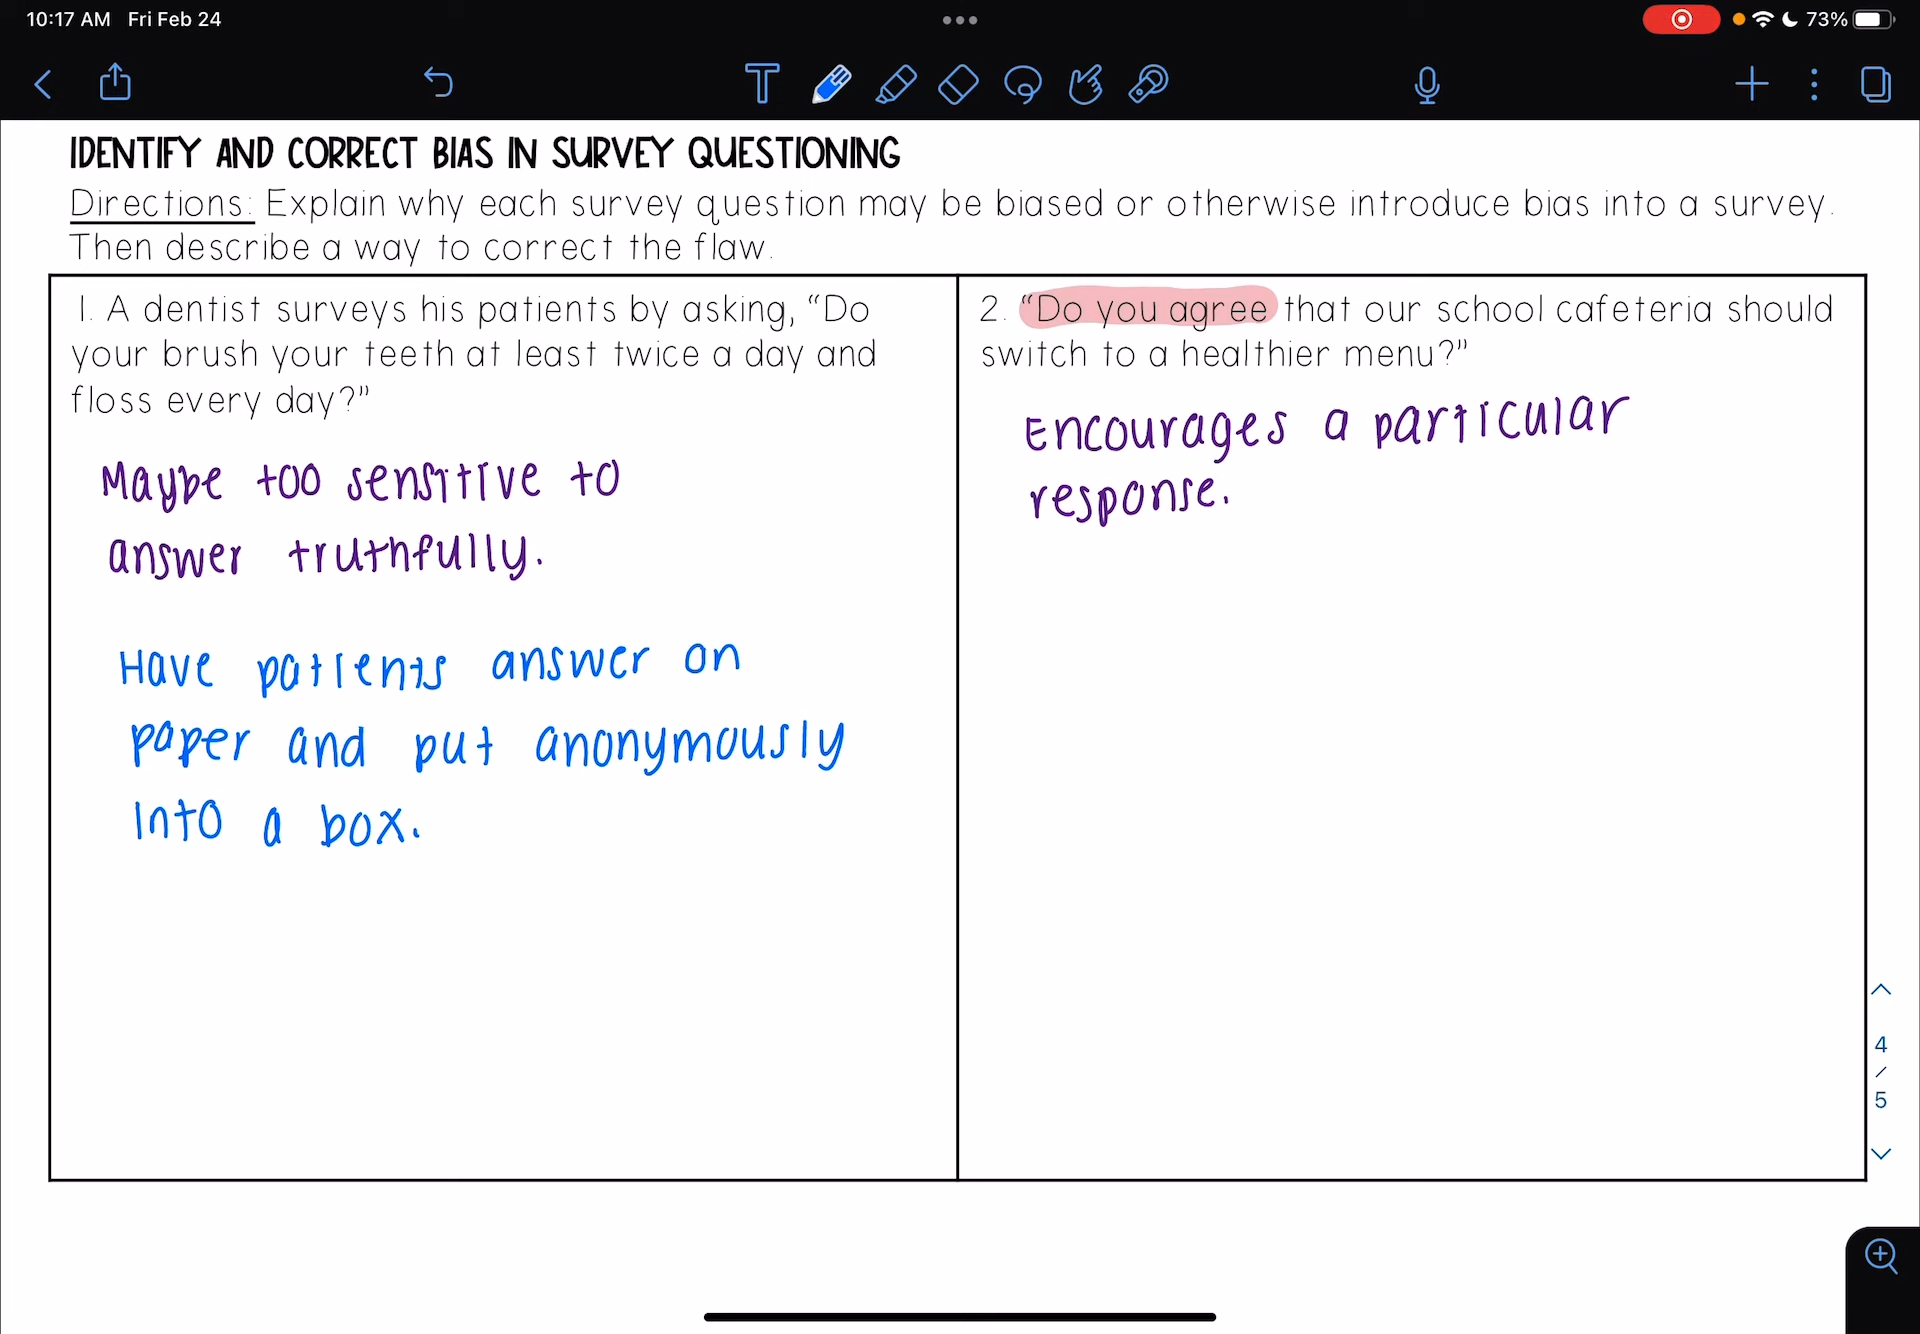 10:17 AM Fri Feb 24
73%
IDENTIFY AND CORRECT BIAS IN SURVEY QUESTIONING
Directions: Explain why each survey question may be biased or otherwise introduce bias into a survey.
Then describe a way to correct the flaw.
1. A dentist surveys his patients by asking, “Do
your brush your teeth at least twice a day and
floss every day?”
Maybe too sensitive to
answer truthfully.
Have patients answer on
paper and put anonymously
into a box.
2. “Do you agree that our school cafeteria should
switch to a healthier menu?”
Encourages a particular
response.
4
/
5